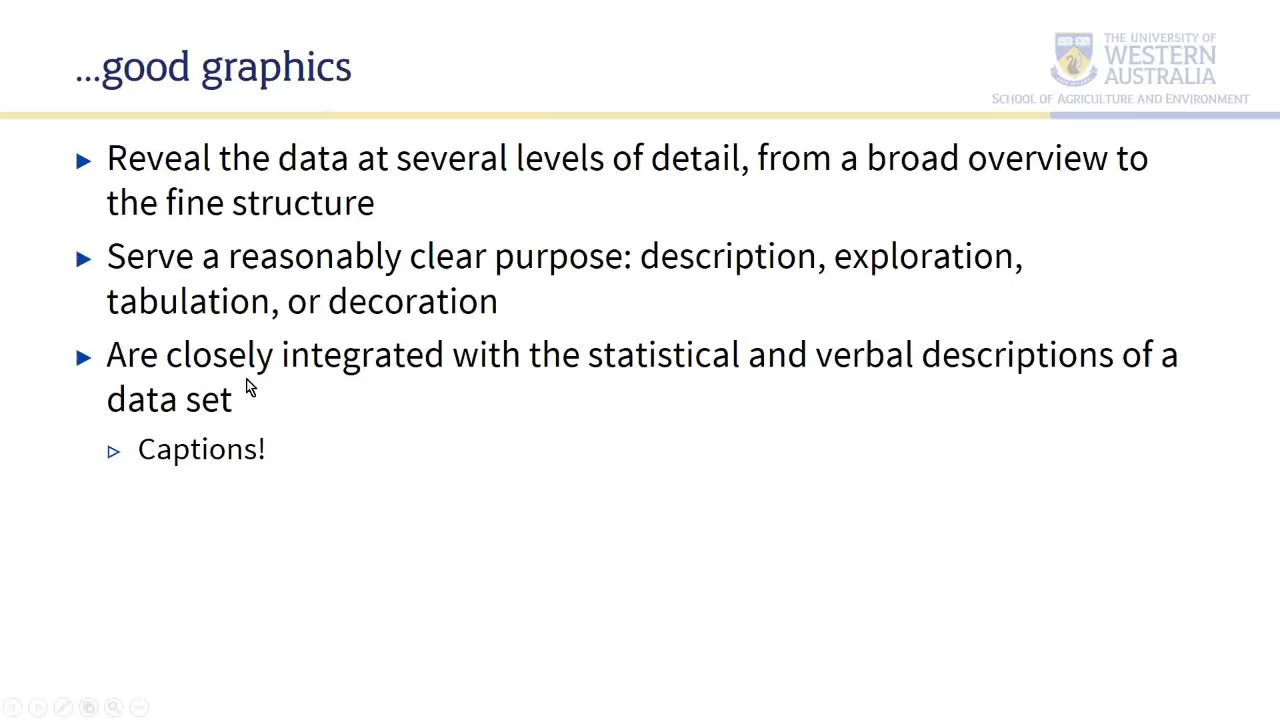 ...good graphics
THE UNIVERSITY OF
WESTERN
AUSTRALIA
SCHOOL OF AGRICULTURE AND ENVIRONMENT
Reveal the data at several levels of detail, from a broad overview to
the fine structure
Serve a reasonably clear purpose: description, exploration,
tabulation, or decoration
Are closely integrated with the statistical and verbal descriptions of a
data set
Captions!